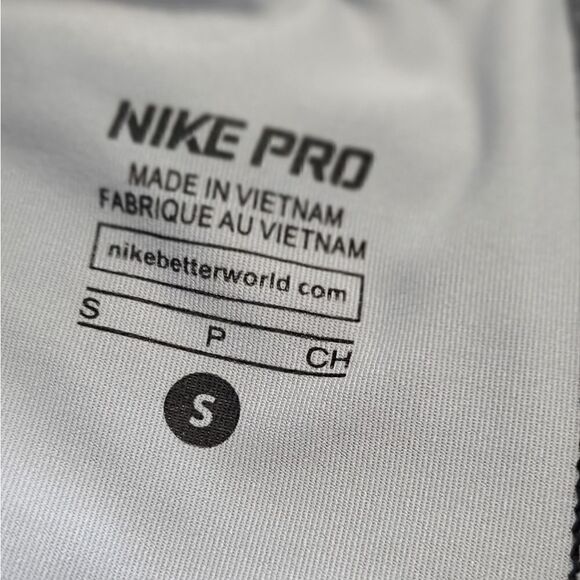 NIKE PRO
MADE IN VIETNAM
FABRIQUE AU VIETNAM
nikebetterworld com
S P CH
S